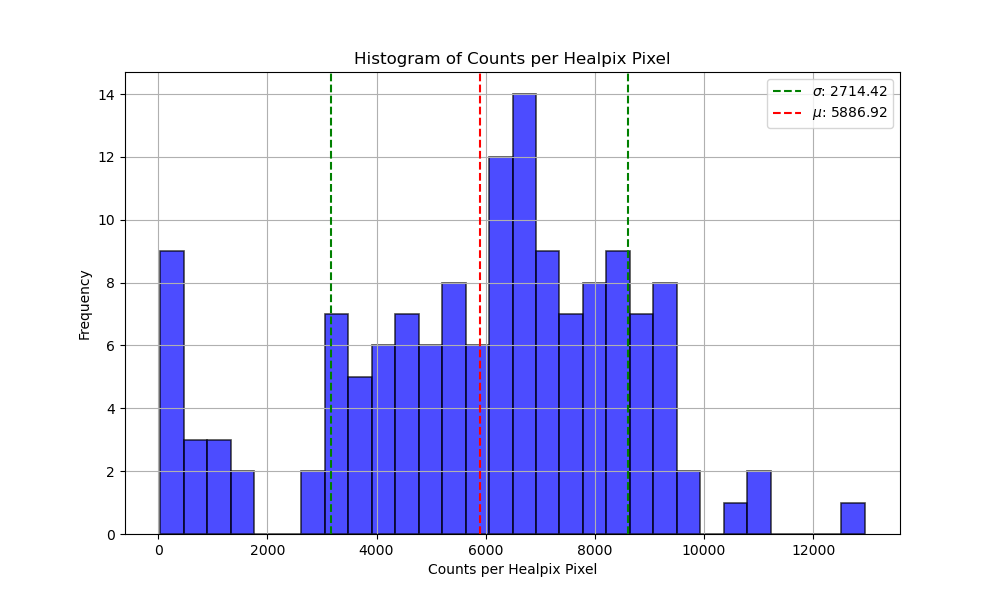 Histogram of Counts per Healpix Pixel
σ: 2714.42
μ: 5886.92
14
12
10
8
6
4
2
0
Frequency
0 2000 4000 6000 8000 10000 12000
Counts per Healpix Pixel